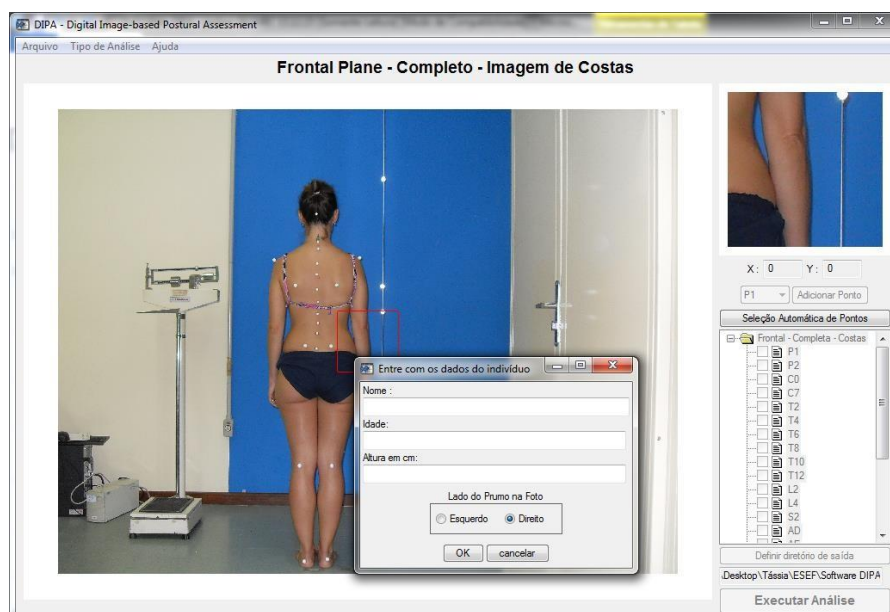 DIPA - Digital Image-based Postural Assessment
Arquivo Tipo de Análise Ajuda
Frontal Plane - Completo - Imagem de Costas
X: 0 Y: 0
P1 Adicionar Ponto
Seleção Automática de Pontos
Frontal - Completa - Costas
P1
P2
C0
C7
T2
T4
T6
T8
T10
T12
L2
L4
S2
AD
Definir diretório de saída
\Desktop\Tássia\ESEF\Software DIPA
Executar Análise
Entre com os dados do indivíduo
Nome :
Idade:
Altura em cm:
Lado do Prumo na Foto
Esquerdo Direito
OK cancelar